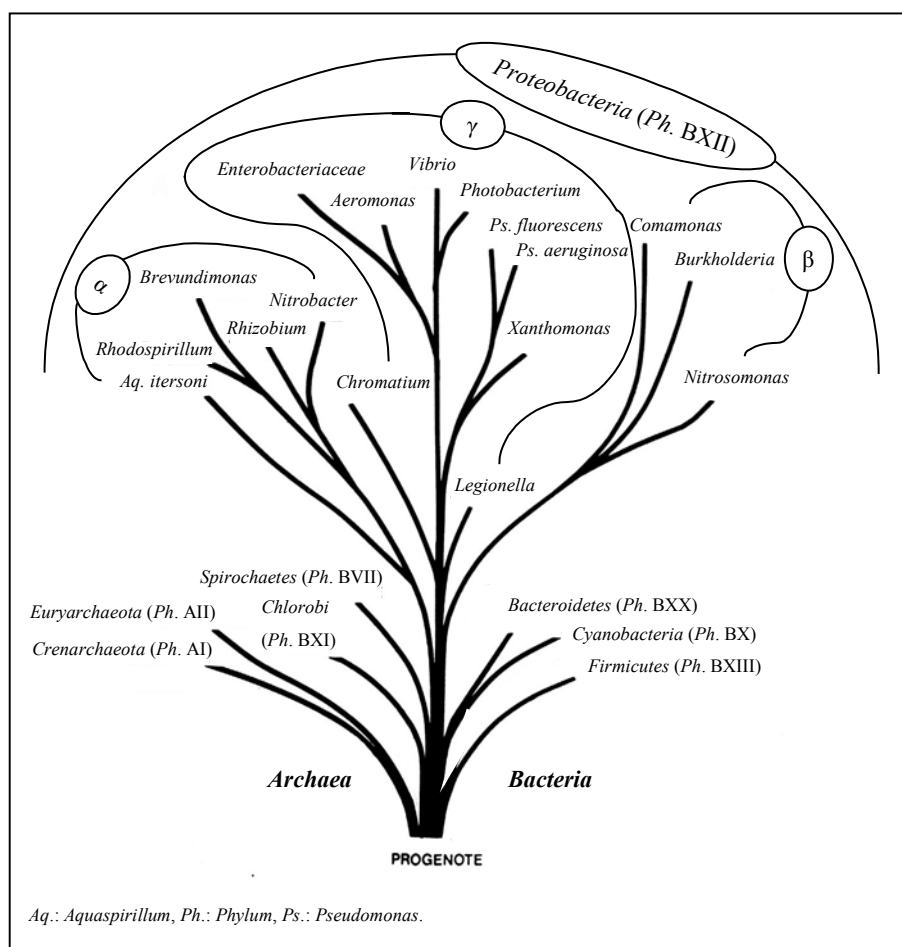 Proteobacteria (Ph. BXII)
γ
Enterobacteriaceae
Vibrio
Aeromonas
Photobacterium
Ps. fluorescens
Comamonas
Ps. aeruginosa
Burkholderia
β
α
Brevundimonas
Nitrobacter
Rhizobium
Xanthomonas
Rhodospirillum
Aq. itersoni
Chromatium
Nitrosomonas
Legionella
Spirochaetes (Ph. BVII)
Euryarchaeota (Ph. AII)
Chlorobi
(Ph. BXI)
Crenarchaeota (Ph. AI)
Bacteroidetes (Ph. BXX)
Cyanobacteria (Ph. BX)
Firmicutes (Ph. BXIII)
Archaea
Bacteria
PROGENOTE
Aq.: Aquaspirillum, Ph.: Phylum, Ps.: Pseudomonas.